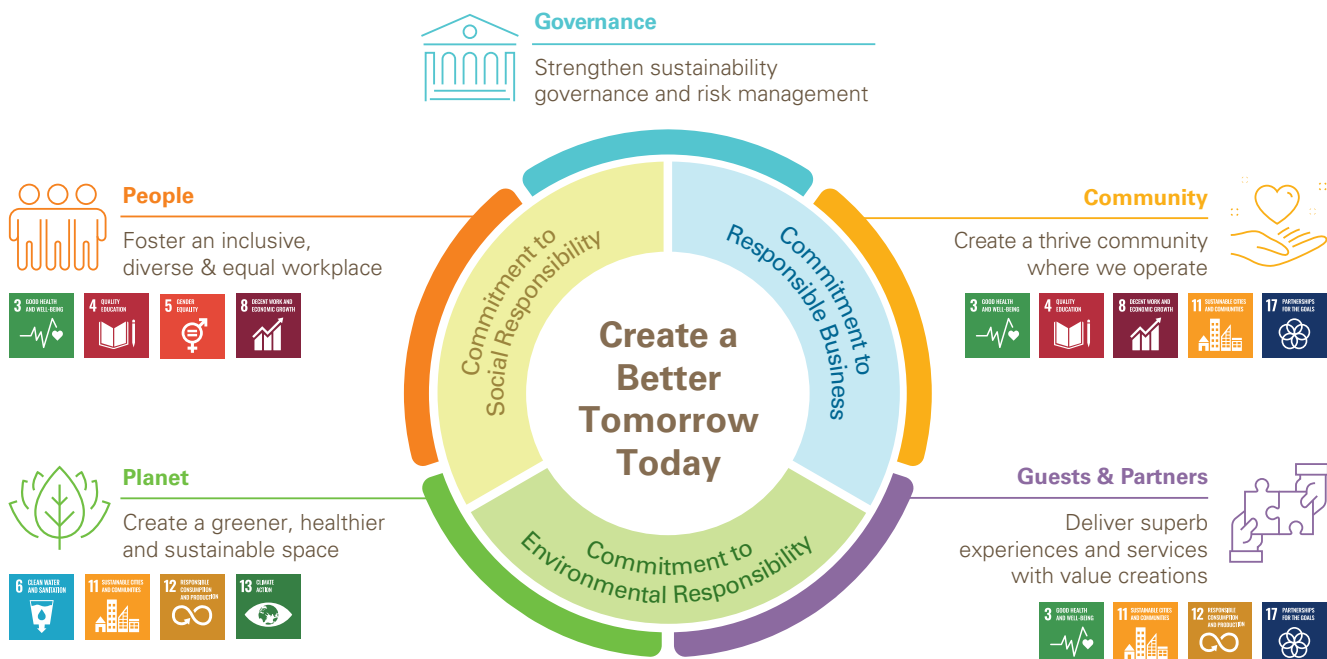 Governance
Strengthen sustainability
governance and risk management
People
Foster an inclusive,
diverse & equal workplace
3 GOOD HEALTH
AND WELL-BEING
4 QUALITY
EDUCATION
5 GENDER
EQUALITY
8 DECENT WORK AND
ECONOMIC GROWTH
Community
Create a thrive community
where we operate
3 GOOD HEALTH
AND WELL-BEING
4 QUALITY
EDUCATION
8 DECENT WORK AND
ECONOMIC GROWTH
11 SUSTAINABLE CITIES
AND COMMUNITIES
17 PARTNERSHIPS
FOR THE GOALS
Commitment to
Social Responsibility
Commitment to
Responsible Business
Create a
Better
Tomorrow
Today
Commitment to
Environmental Responsibility
Planet
Create a greener, healthier
and sustainable space
6 CLEAN WATER
AND SANITATION
11 SUSTAINABLE CITIES
AND COMMUNITIES
12 RESPONSIBLE
CONSUMPTION
AND PRODUCTION
13 CLIMATE
ACTION
Guests & Partners
Deliver superb
experiences and services
with value creations
3 GOOD HEALTH
AND WELL-BEING
11 SUSTAINABLE CITIES
AND COMMUNITIES
12 RESPONSIBLE
CONSUMPTION
AND PRODUCTION
17 PARTNERSHIPS
FOR THE GOALS